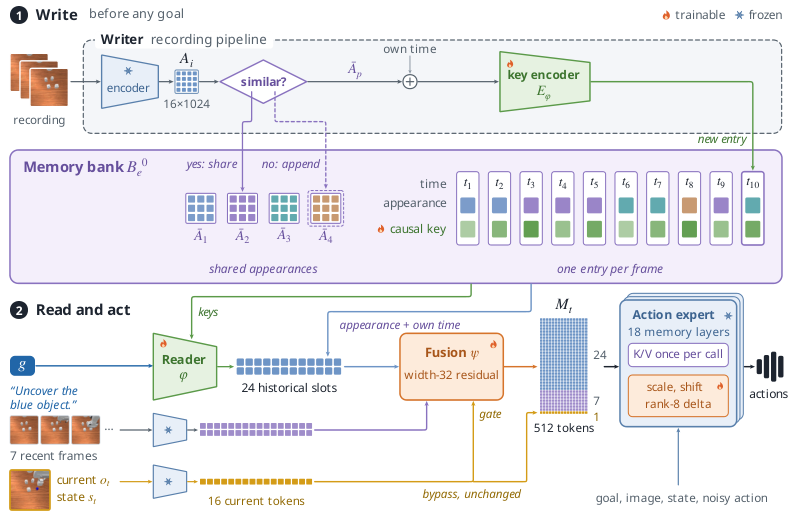 1 Write before any goal
trainable frozen
Writer recording pipeline
own time
encoder
A_i
16×1024
similar?
Ā_p
+
key encoder
E_φ
recording
new entry
Memory bank B_e^0
yes: share
no: append
Ā_1 Ā_2 Ā_3 Ā_4
shared appearances
time
appearance
causal key
t_1 t_2 t_3 t_4 t_5 t_6 t_7 t_8 t_9 t_10
one entry per frame
2 Read and act
keys
appearance + own time
g
“Uncover the
blue object.”
Reader
φ
24 historical slots
Fusion ψ
width-32 residual
gate
M_t
24
7
1
512 tokens
Action expert
18 memory layers
K/V once per call
scale, shift
rank-8 delta
actions
...
7 recent frames
current o_t
state s_t
16 current tokens
bypass, unchanged
goal, image, state, noisy action